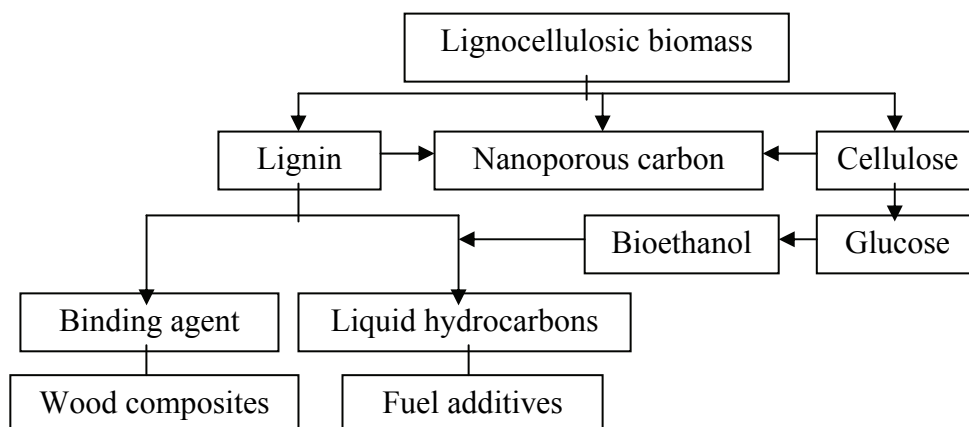 Lignocellulosic biomass
Lignin
Nanoporous carbon
Cellulose
Bioethanol
Glucose
Binding agent
Liquid hydrocarbons
Wood composites
Fuel additives